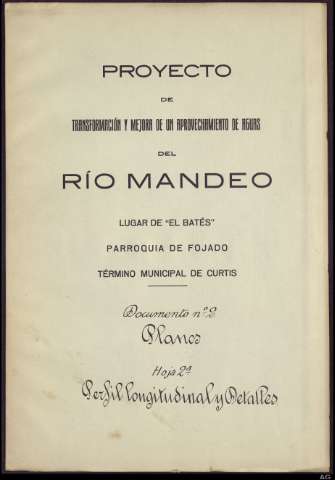 PROYECTO
DE
TRANSFORMACIÓN Y MEJORA DE UN APROVECHAMIENTO DE AGUAS
DEL
RÍO MANDEO
LUGAR DE "EL BATÉS"
PARROQUIA DE FOJADO
TÉRMINO MUNICIPAL DE CURTIS
Documento nº 2
Planos
Hoja 2ª
Perfil longitudinal y Detalles
AG